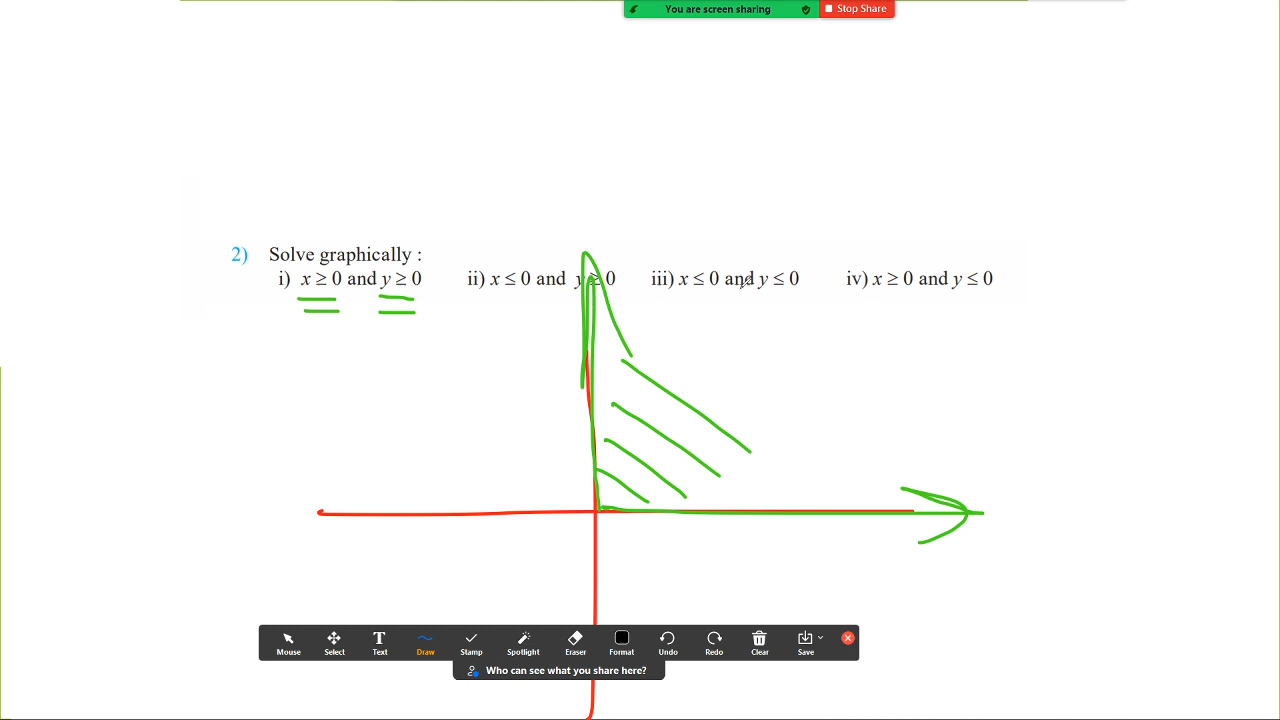 You are screen sharing Stop Share
2) Solve graphically :
i) x ≥ 0 and y ≥ 0 ii) x ≤ 0 and y ≥ 0 iii) x ≤ 0 and y ≤ 0 iv) x ≥ 0 and y ≤ 0
Mouse Select Text Draw Stamp Spotlight Eraser Format Undo Redo Clear Save
Who can see what you share here?